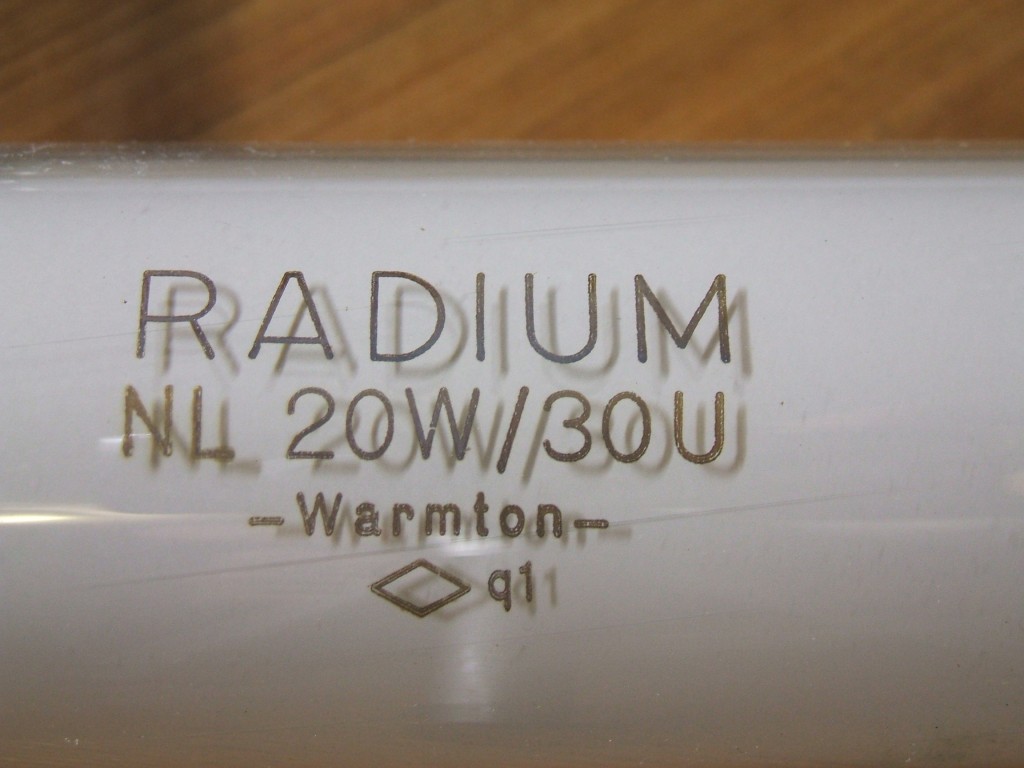 RADIUM
NL 20W/30U
-Warmton-
q1